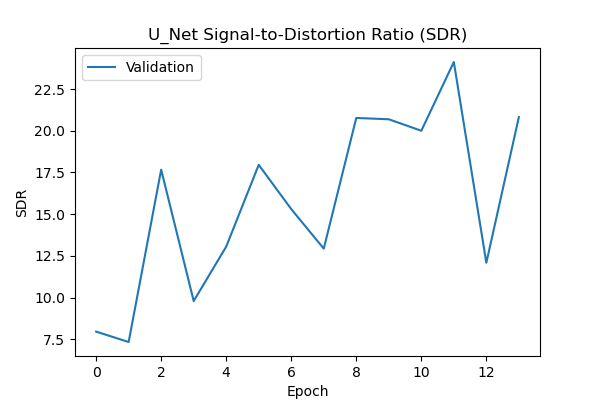 U_Net Signal-to-Distortion Ratio (SDR)
Validation
22.5
20.0
17.5
15.0
12.5
10.0
7.5
SDR
0 2 4 6 8 10 12
Epoch